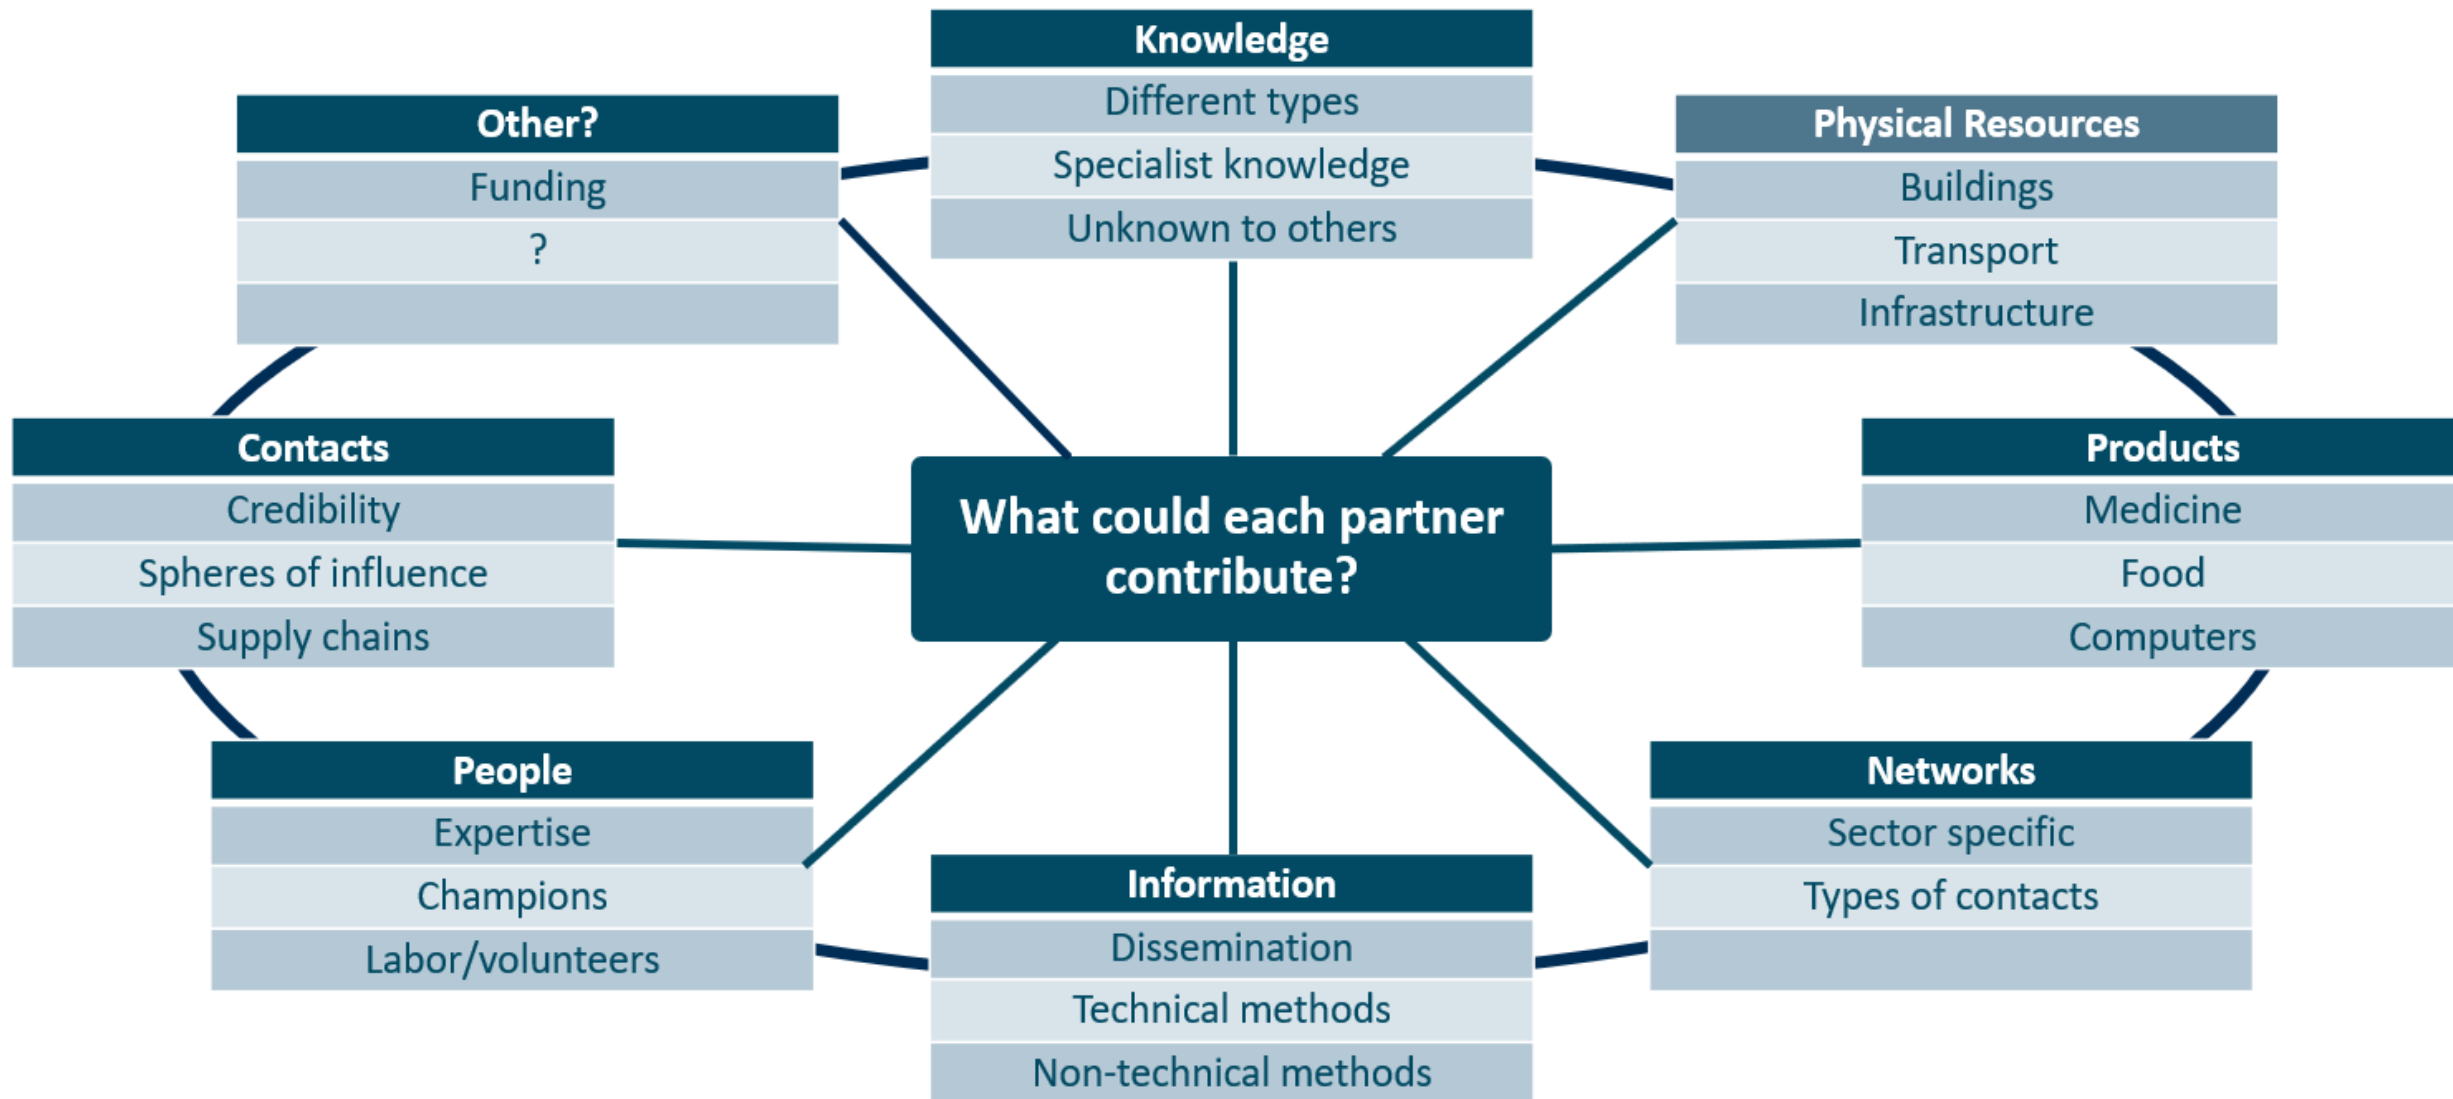 Knowledge
Different types
Specialist knowledge
Unknown to others
Other?
Funding
?
Physical Resources
Buildings
Transport
Infrastructure
Contacts
Credibility
Spheres of influence
Supply chains
What could each partner
contribute?
Products
Medicine
Food
Computers
People
Expertise
Champions
Labor/volunteers
Information
Dissemination
Technical methods
Non-technical methods
Networks
Sector specific
Types of contacts